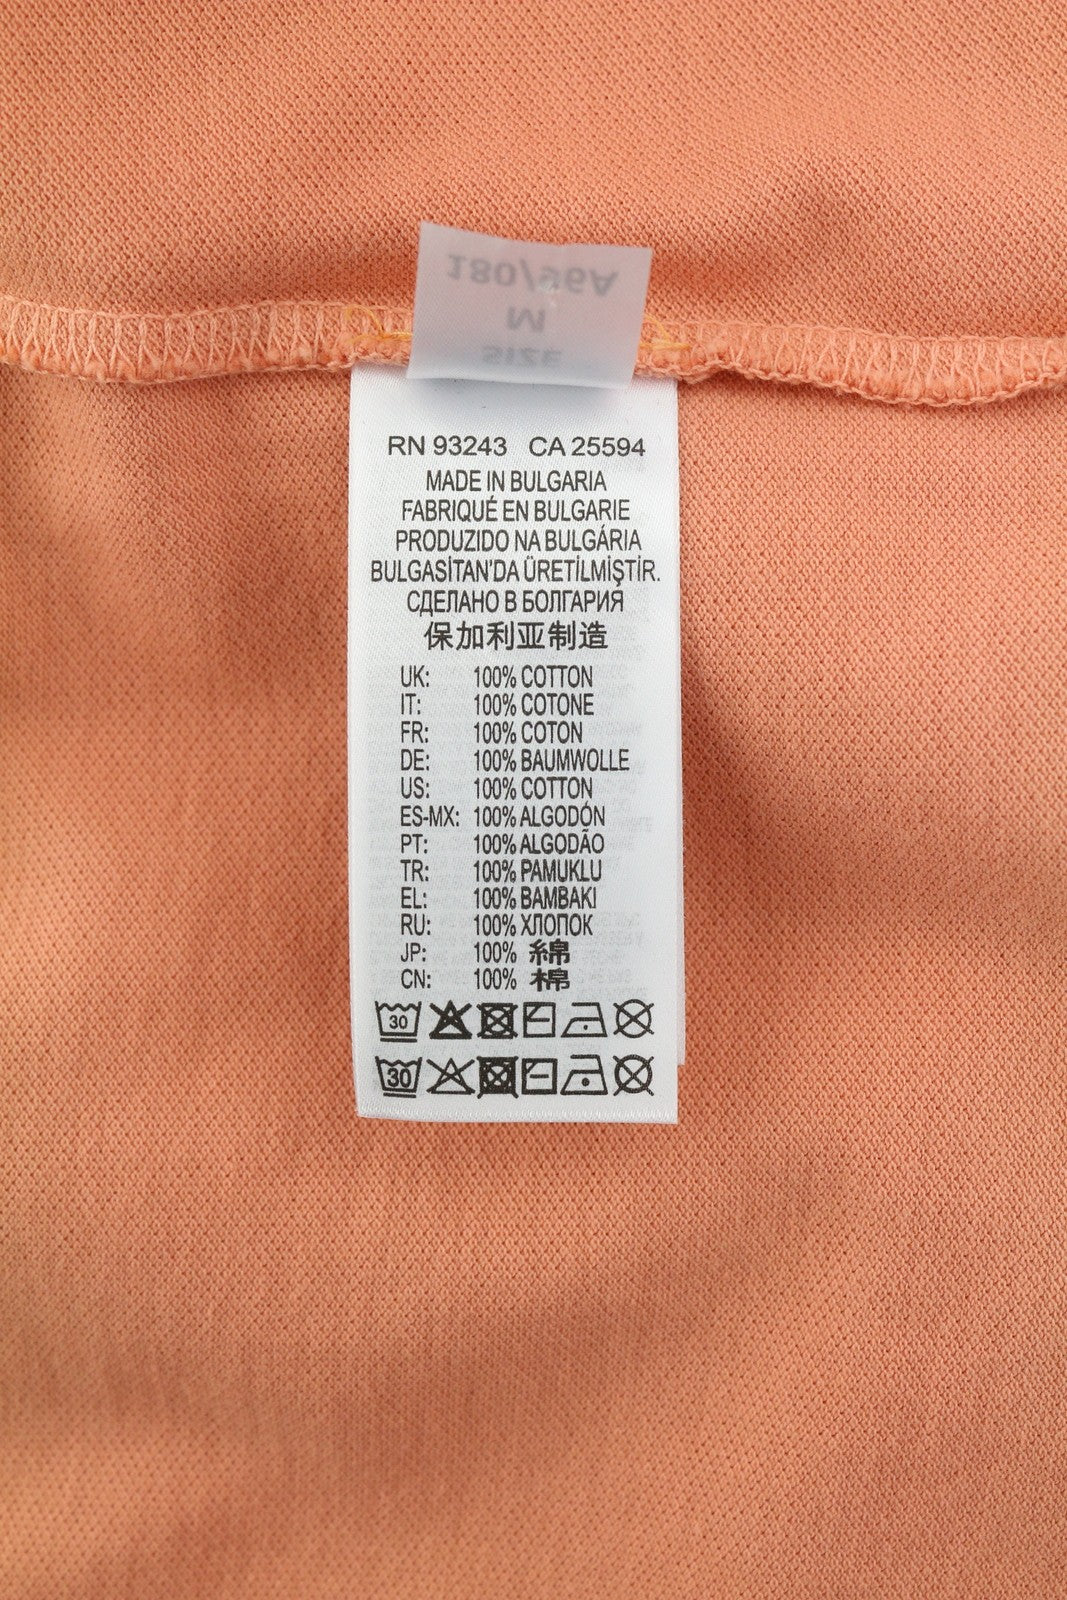 180/96A
M
SIZE
RN 93243 CA 25594
MADE IN BULGARIA
FABRIQUÉ EN BULGARIE
PRODUZIDO NA BULGÁRIA
BULGASİTAN'DA ÜRETİLMİŞTİR.
СДЕЛАНО В БОЛГАРИЯ
保加利亚制造
UK: 100% COTTON
IT: 100% COTONE
FR: 100% COTON
DE: 100% BAUMWOLLE
US: 100% COTTON
ES-MX: 100% ALGODÓN
PT: 100% ALGODÃO
TR: 100% PAMUKLU
EL: 100% BAMBAKI
RU: 100% ХЛОПОК
JP: 100% 綿
CN: 100% 棉
30
30